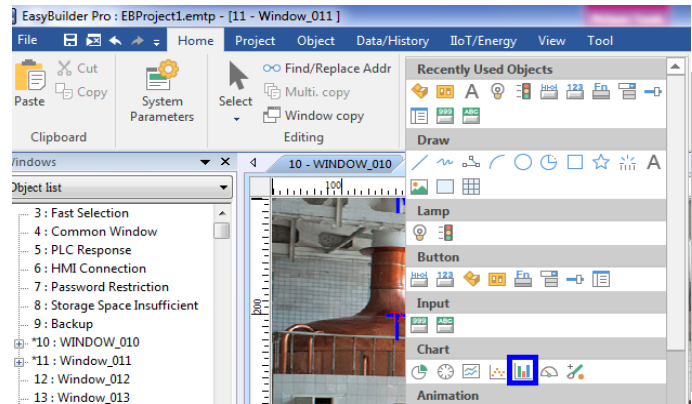 EasyBuilder Pro : EBProject1.emtp - [11 - Window_011 ]
File Home Project Object Data/History IIoT/Energy View Tool
Paste
Cut
Copy
Clipboard
System
Parameters
Select
Find/Replace Addr
Multi. copy
Window copy
Editing
Recently Used Objects
Draw
Lamp
Button
Input
Chart
Animation
Windows
10 - WINDOW_010
Object list
100
200
3 : Fast Selection
4 : Common Window
5 : PLC Response
6 : HMI Connection
7 : Password Restriction
8 : Storage Space Insufficient
9 : Backup
*10 : WINDOW_010
*11 : Window_011
12 : Window_012
13 : Window_013